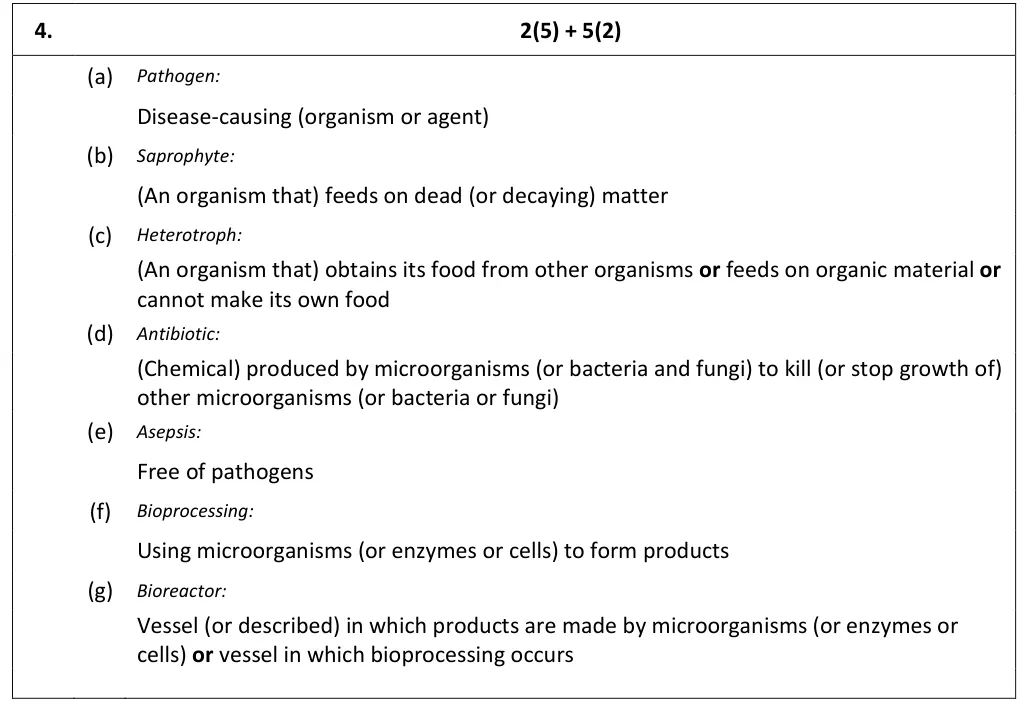 4. 2(5) + 5(2)
(a) Pathogen:
Disease-causing (organism or agent)
(b) Saprophyte:
(An organism that) feeds on dead (or decaying) matter
(c) Heterotroph:
(An organism that) obtains its food from other organisms or feeds on organic material or
cannot make its own food
(d) Antibiotic:
(Chemical) produced by microorganisms (or bacteria and fungi) to kill (or stop growth of)
other microorganisms (or bacteria or fungi)
(e) Asepsis:
Free of pathogens
(f) Bioprocessing:
Using microorganisms (or enzymes or cells) to form products
(g) Bioreactor:
Vessel (or described) in which products are made by microorganisms (or enzymes or
cells) or vessel in which bioprocessing occurs